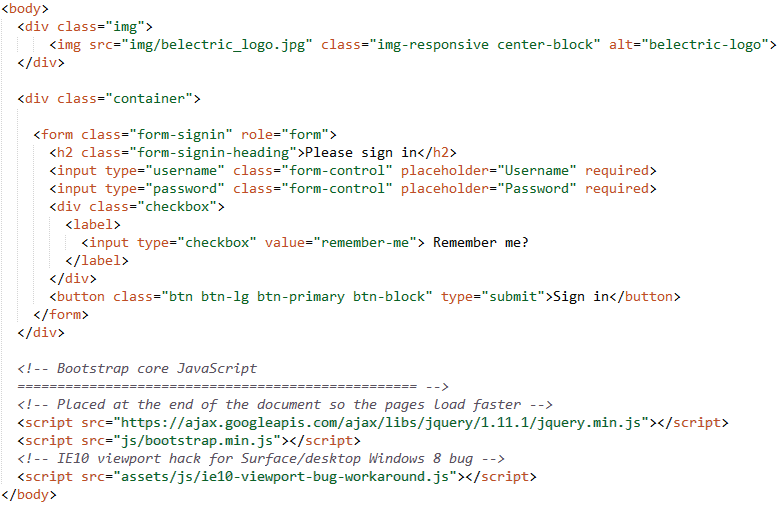 <body>
<div class="img">
<img src="img/belectric_logo.jpg" class="img-responsive center-block" alt="belectric-logo">
</div>
<div class="container">
<form class="form-signin" role="form">
<h2 class="form-signin-heading">Please sign in</h2>
<input type="username" class="form-control" placeholder="Username" required>
<input type="password" class="form-control" placeholder="Password" required>
<div class="checkbox">
<label>
<input type="checkbox" value="remember-me"> Remember me?
</label>
</div>
<button class="btn btn-lg btn-primary btn-block" type="submit">Sign in</button>
</form>
</div>
<!-- Bootstrap core JavaScript
================================================== -->
<!-- Placed at the end of the document so the pages load faster -->
<script src="https://ajax.googleapis.com/ajax/libs/jquery/1.11.1/jquery.min.js"></script>
<script src="js/bootstrap.min.js"></script>
<!-- IE10 viewport hack for Surface/desktop Windows 8 bug -->
<script src="assets/js/ie10-viewport-bug-workaround.js"></script>
</body>